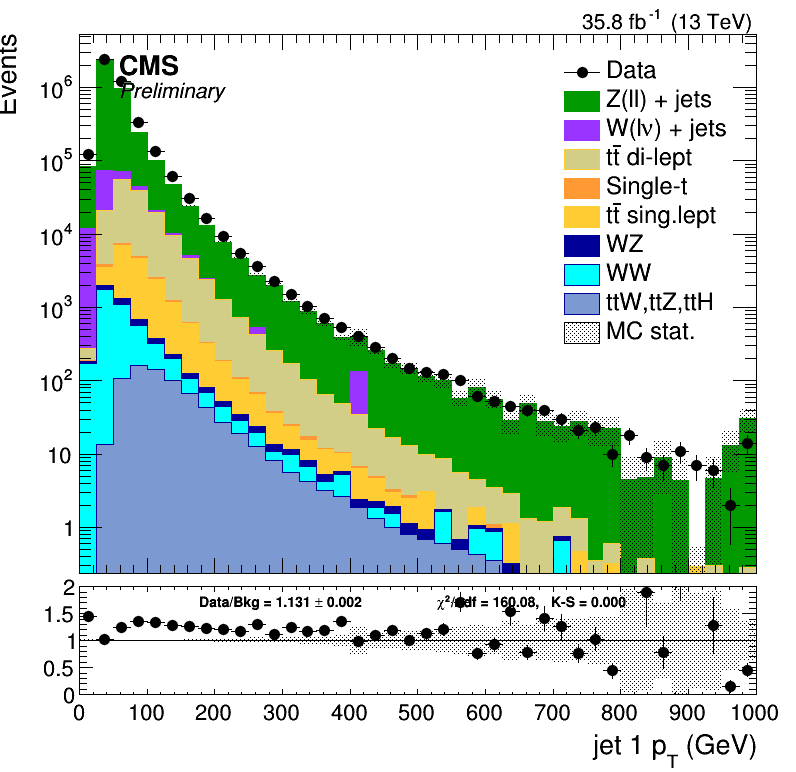 35.8 fb⁻¹ (13 TeV)
Events
CMS
Preliminary
Data
Z(ll) + jets
W(lν) + jets
tt̄ di-lept
Single-t
tt̄ sing.lept
WZ
WW
ttW,ttZ,ttH
MC stat.
10⁶
10⁵
10⁴
10³
10²
10
1
Data/Bkg = 1.131 ± 0.002
χ²/ndf = 160.08, K-S = 0.000
2
1.5
1
0.5
0
0 100 200 300 400 500 600 700 800 900 1000
jet 1 p_T (GeV)